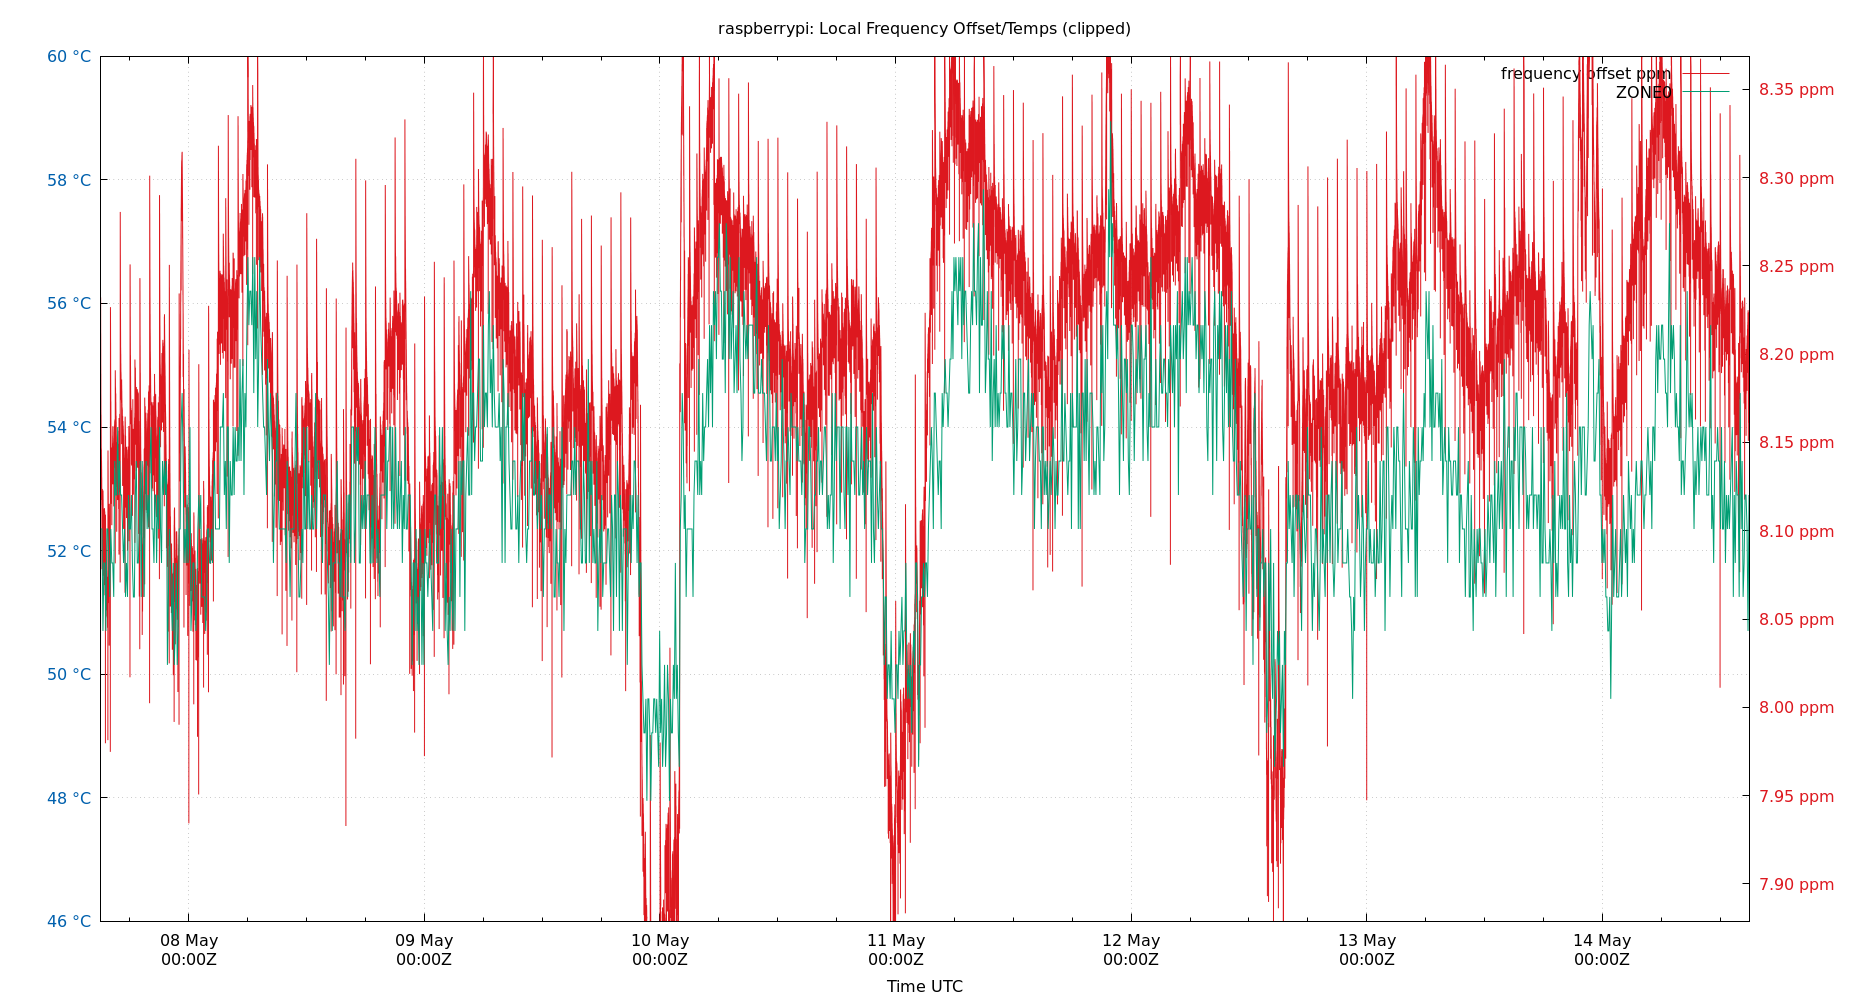 raspberrypi: Local Frequency Offset/Temps (clipped)
60 °C
58 °C
56 °C
54 °C
52 °C
50 °C
48 °C
46 °C
frequency offset ppm
ZONE0
8.35 ppm
8.30 ppm
8.25 ppm
8.20 ppm
8.15 ppm
8.10 ppm
8.05 ppm
8.00 ppm
7.95 ppm
7.90 ppm
08 May
00:00Z
09 May
00:00Z
10 May
00:00Z
11 May
00:00Z
12 May
00:00Z
13 May
00:00Z
14 May
00:00Z
Time UTC